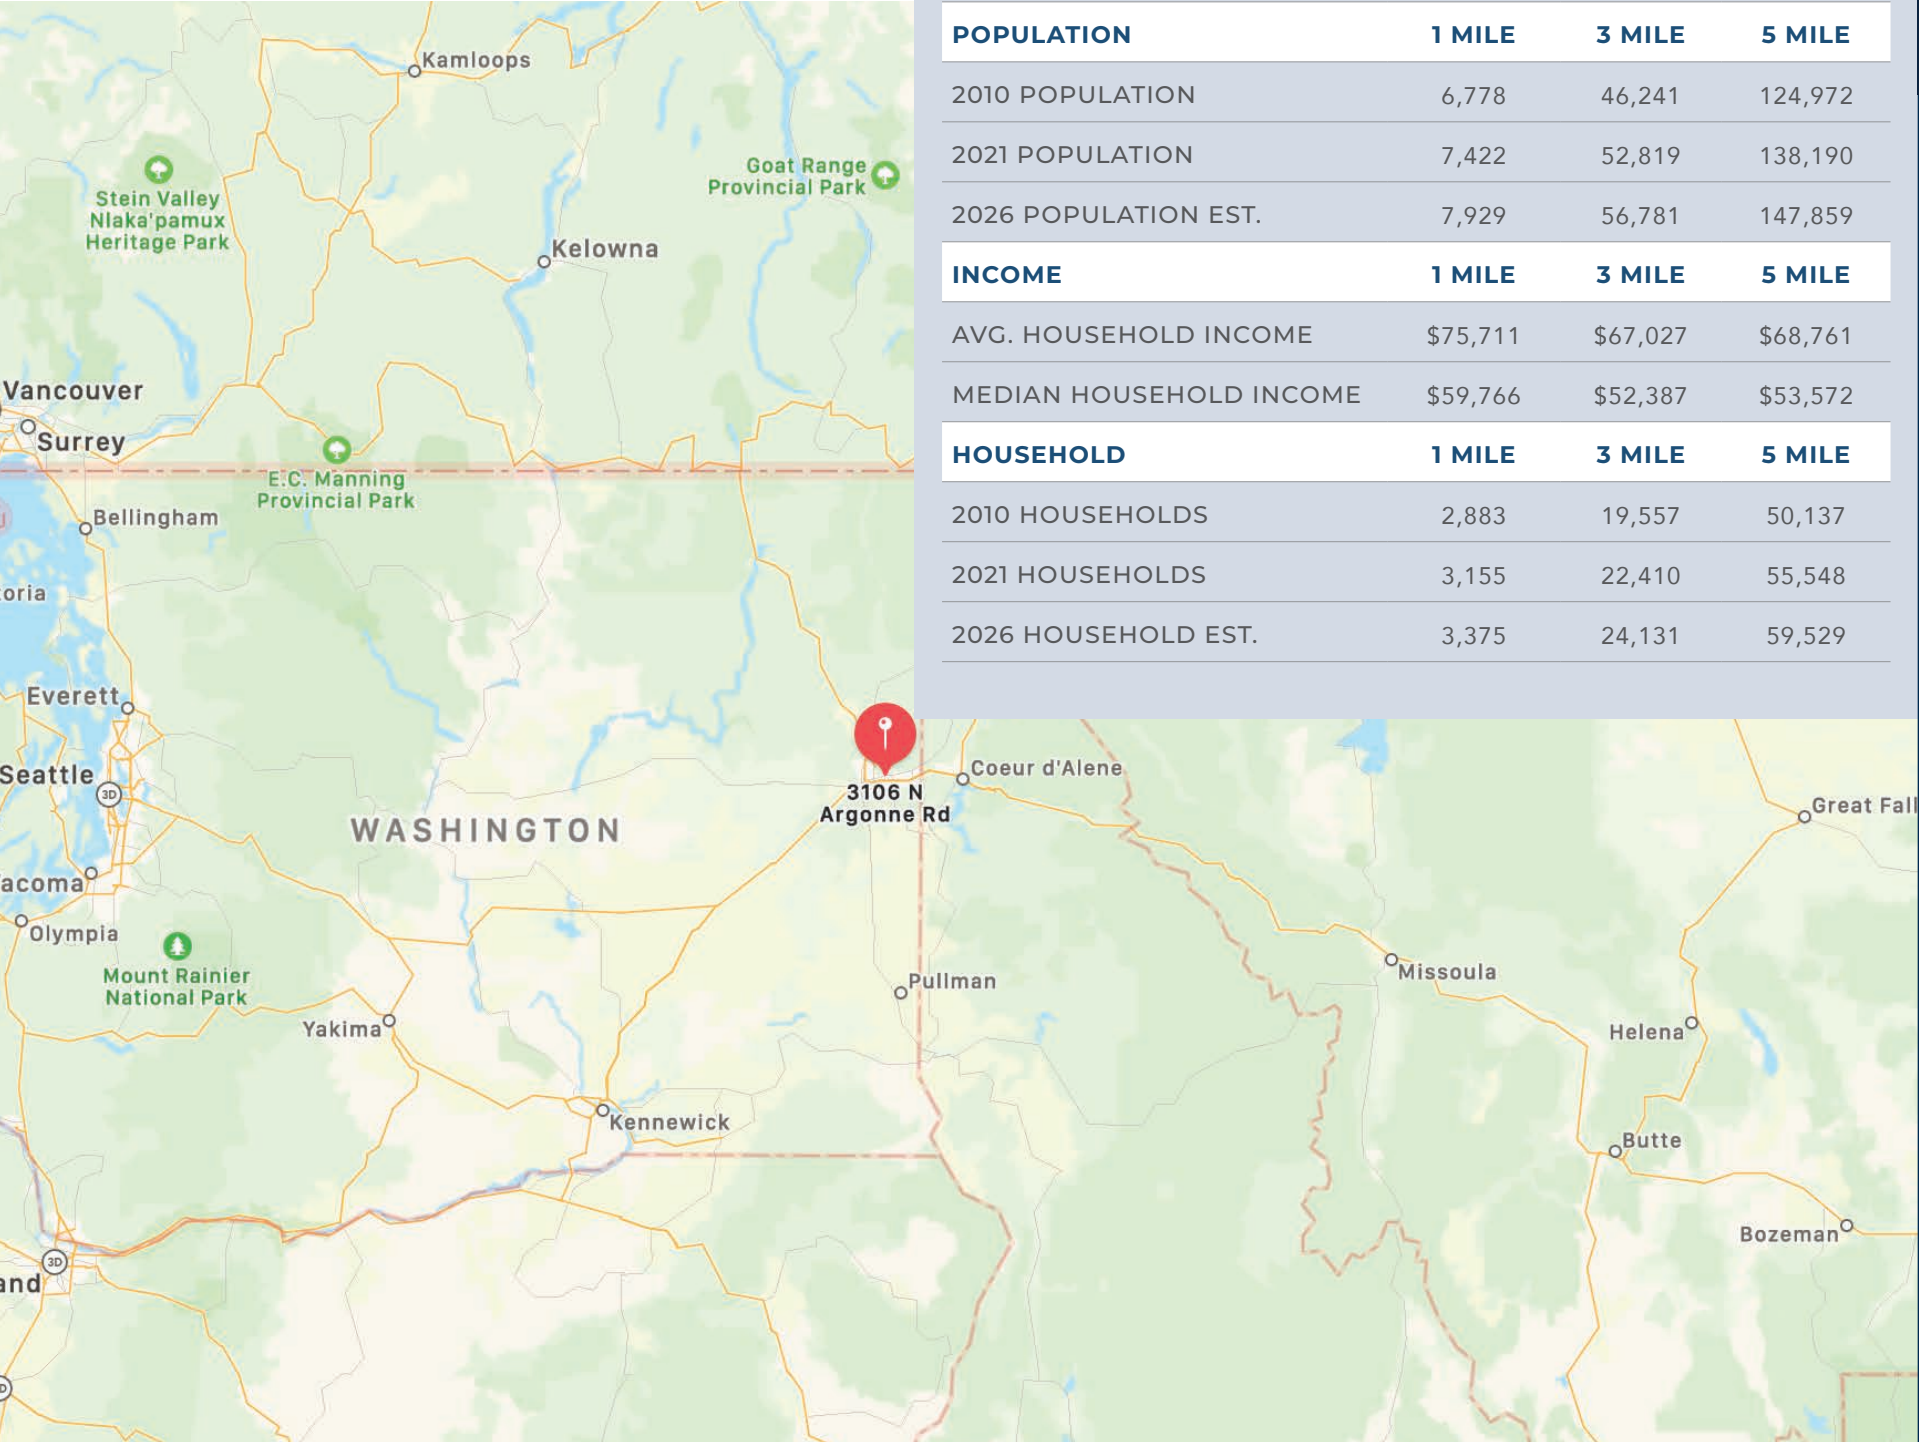 POPULATION 1 MILE 3 MILE 5 MILE
2010 POPULATION 6,778 46,241 124,972
2021 POPULATION 7,422 52,819 138,190
2026 POPULATION EST. 7,929 56,781 147,859
INCOME 1 MILE 3 MILE 5 MILE
AVG. HOUSEHOLD INCOME $75,711 $67,027 $68,761
MEDIAN HOUSEHOLD INCOME $59,766 $52,387 $53,572
HOUSEHOLD 1 MILE 3 MILE 5 MILE
2010 HOUSEHOLDS 2,883 19,557 50,137
2021 HOUSEHOLDS 3,155 22,410 55,548
2026 HOUSEHOLD EST. 3,375 24,131 59,529
Kamloops
Stein Valley
Nlaka'pamux
Heritage Park
Goat Range
Provincial Park
Kelowna
Vancouver
Surrey
E.C. Manning
Provincial Park
Bellingham
toria
Everett
Seattle
3D
WASHINGTON
3106 N
Argonne Rd
Coeur d'Alene
Great Fall
acoma
Olympia
Mount Rainier
National Park
Pullman
Missoula
Yakima
Helena
Kennewick
Butte
Bozeman
3D
and